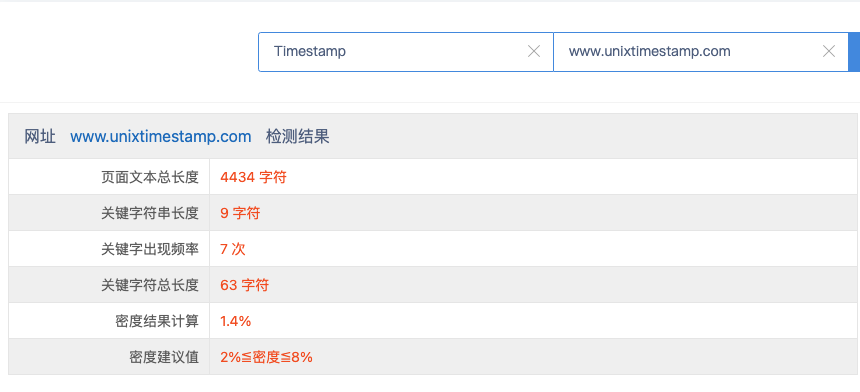 Timestamp www.unixtimestamp.com
网址 www.unixtimestamp.com 检测结果
页面文本总长度 4434 字符
关键字符串长度 9 字符
关键字出现频率 7 次
关键字符总长度 63 字符
密度结果计算 1.4%
密度建议值 2%≦密度≦8%